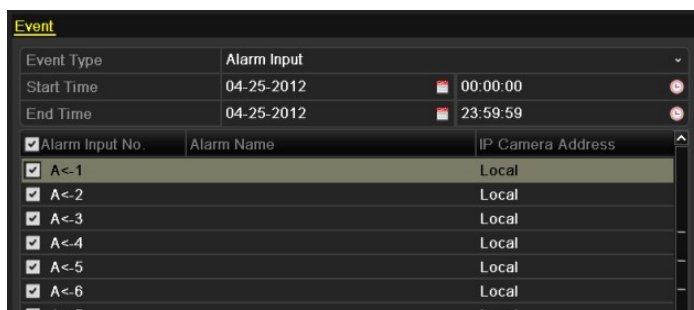 Event
Event Type Alarm Input
Start Time 04-25-2012 00:00:00
End Time 04-25-2012 23:59:59
Alarm Input No. Alarm Name IP Camera Address
A<-1 Local
A<-2 Local
A<-3 Local
A<-4 Local
A<-5 Local
A<-6 Local